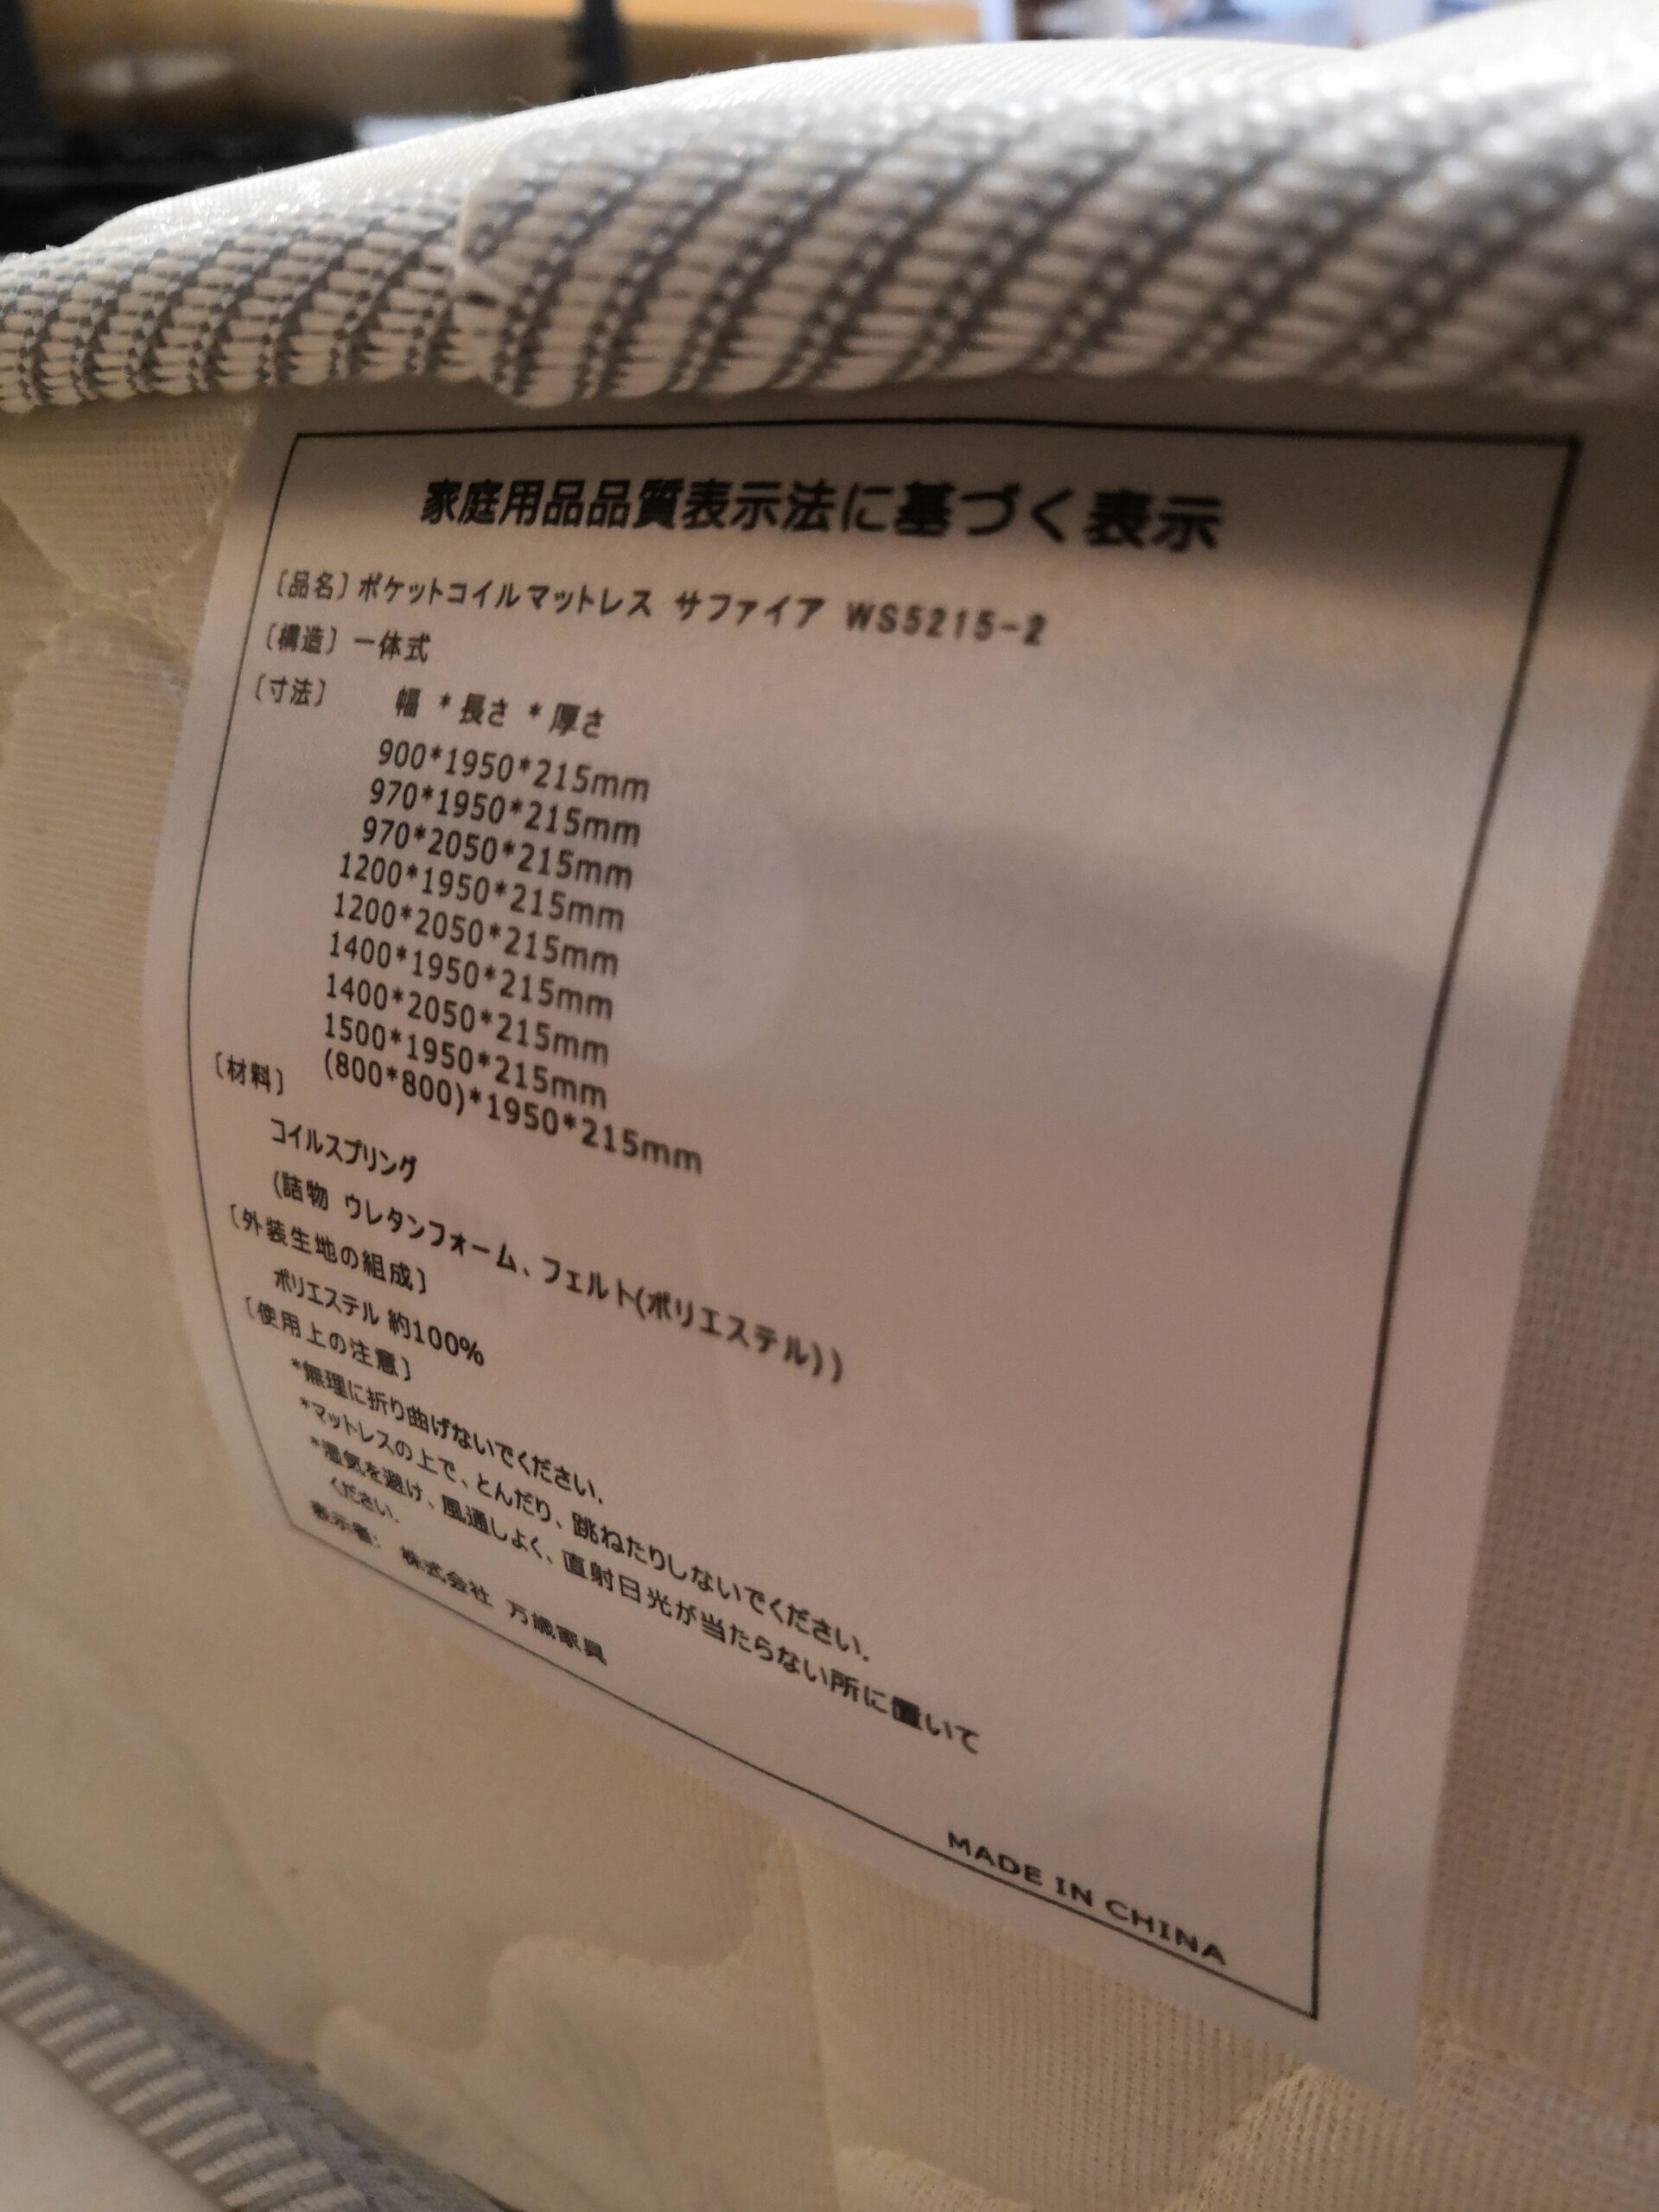 家庭用品品質表示法に基づく表示
〔品名〕ポケットコイルマットレス サファイア WS5215-2
〔構造〕一体式
〔寸法〕 幅 *長さ *厚さ
900*1950*215mm
970*1950*215mm
970*2050*215mm
1200*1950*215mm
1200*2050*215mm
1400*1950*215mm
1400*2050*215mm
1500*1950*215mm
(800*800)*1950*215mm
〔材料〕
コイルスプリング
(詰物 ウレタンフォーム、フェルト(ポリエステル))
〔外装生地の組成〕
ポリエステル 約100%
〔使用上の注意〕
*無理に折り曲げないでください.
*マットレスの上で、とんだり、跳ねたりしないでください.
*湿気を避け、風通しよく、直射日光が当たらない所に置いて
ください.
表示者: 株式会社 万歳家具
MADE IN CHINA